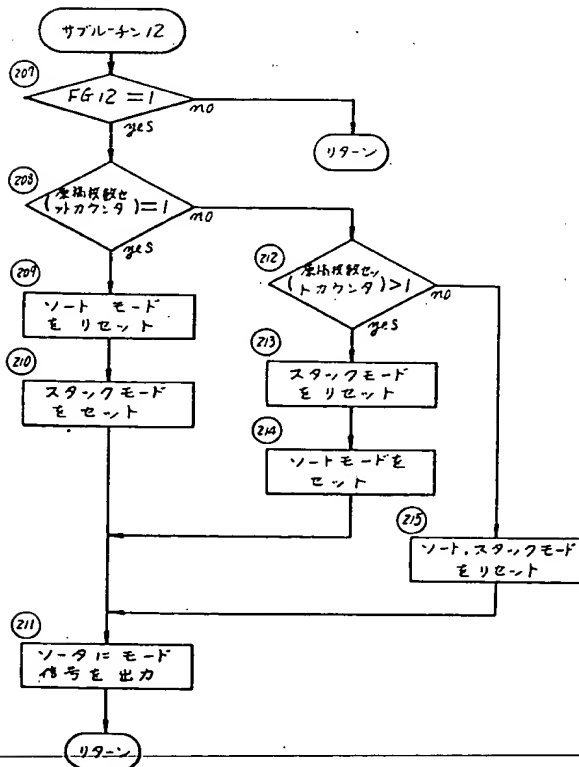 サブルーチン12
207
FG12=1
no
yes
リターン
208
(原稿枚数セ
ットカウンタ)=1
no
yes
212
(原稿枚数セッ
トカウンタ)>1
no
yes
209
ソート モード
を リセット
213
スタックモード
を リセット
210
スタックモード
を セット
214
ソートモードを
セット
215
ソート.スタックモード
を リセット
211
ソータに モード
信号を 出力
リターン